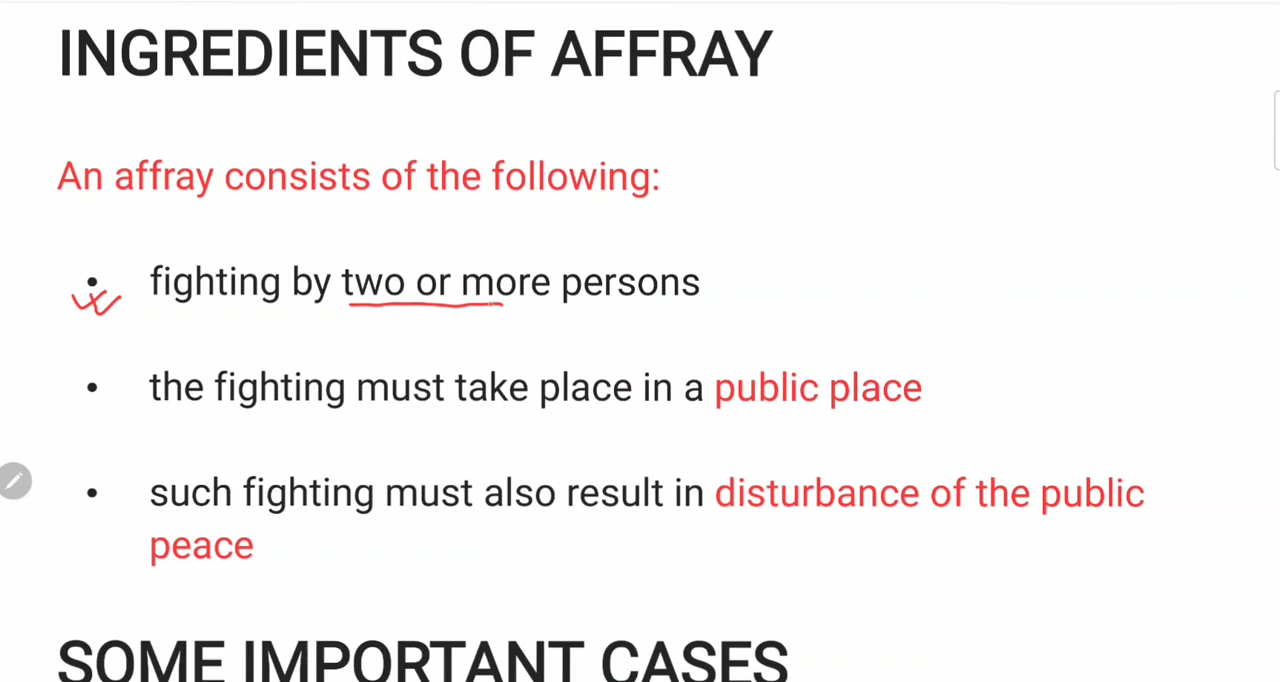 INGREDIENTS OF AFFRAY
An affray consists of the following:
• fighting by two or more persons
• the fighting must take place in a public place
• such fighting must also result in disturbance of the public
peace
SOME IMPORTANT CASES